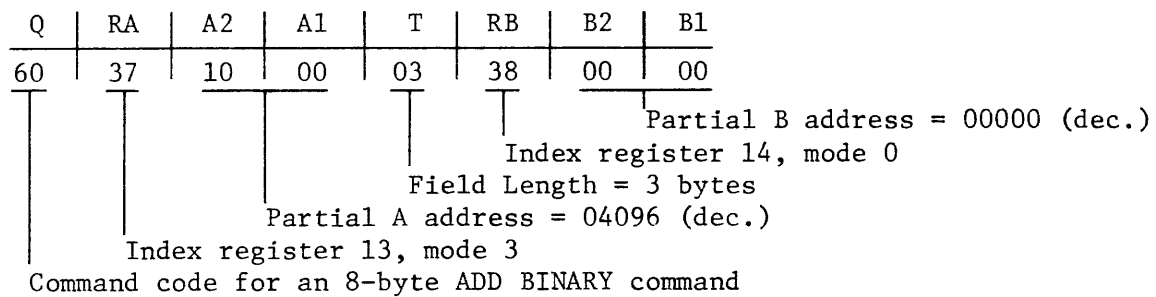 Q RA A2 A1 T RB B2 B1
60 37 10 00 03 38 00 00
Partial B address = 00000 (dec.)
Index register 14, mode 0
Field Length = 3 bytes
Partial A address = 04096 (dec.)
Index register 13, mode 3
Command code for an 8-byte ADD BINARY command